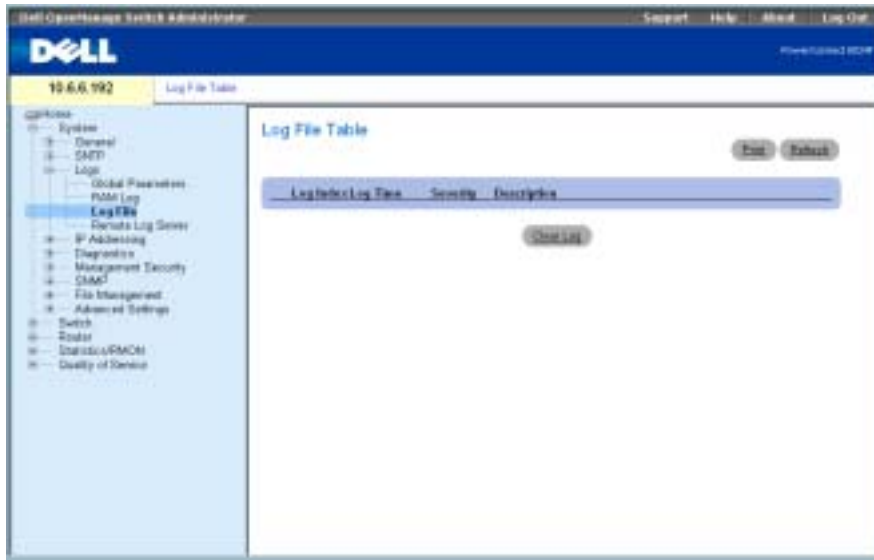 Dell OpenManage Switch Administrator
Support Help About Log Out
DELL
10.6.6.192
Log File Table
Home
System
General
SNTP
Logs
Global Parameters
RAM Log
Log File
Remote Log Server
IP Addressing
Diagnostics
Management Security
SNMP
File Management
Advanced Settings
Switch
Router
Statistics/RMON
Quality of Service
Log File Table
Print Refresh
Log Index Log Time Severity Description
Clear Log